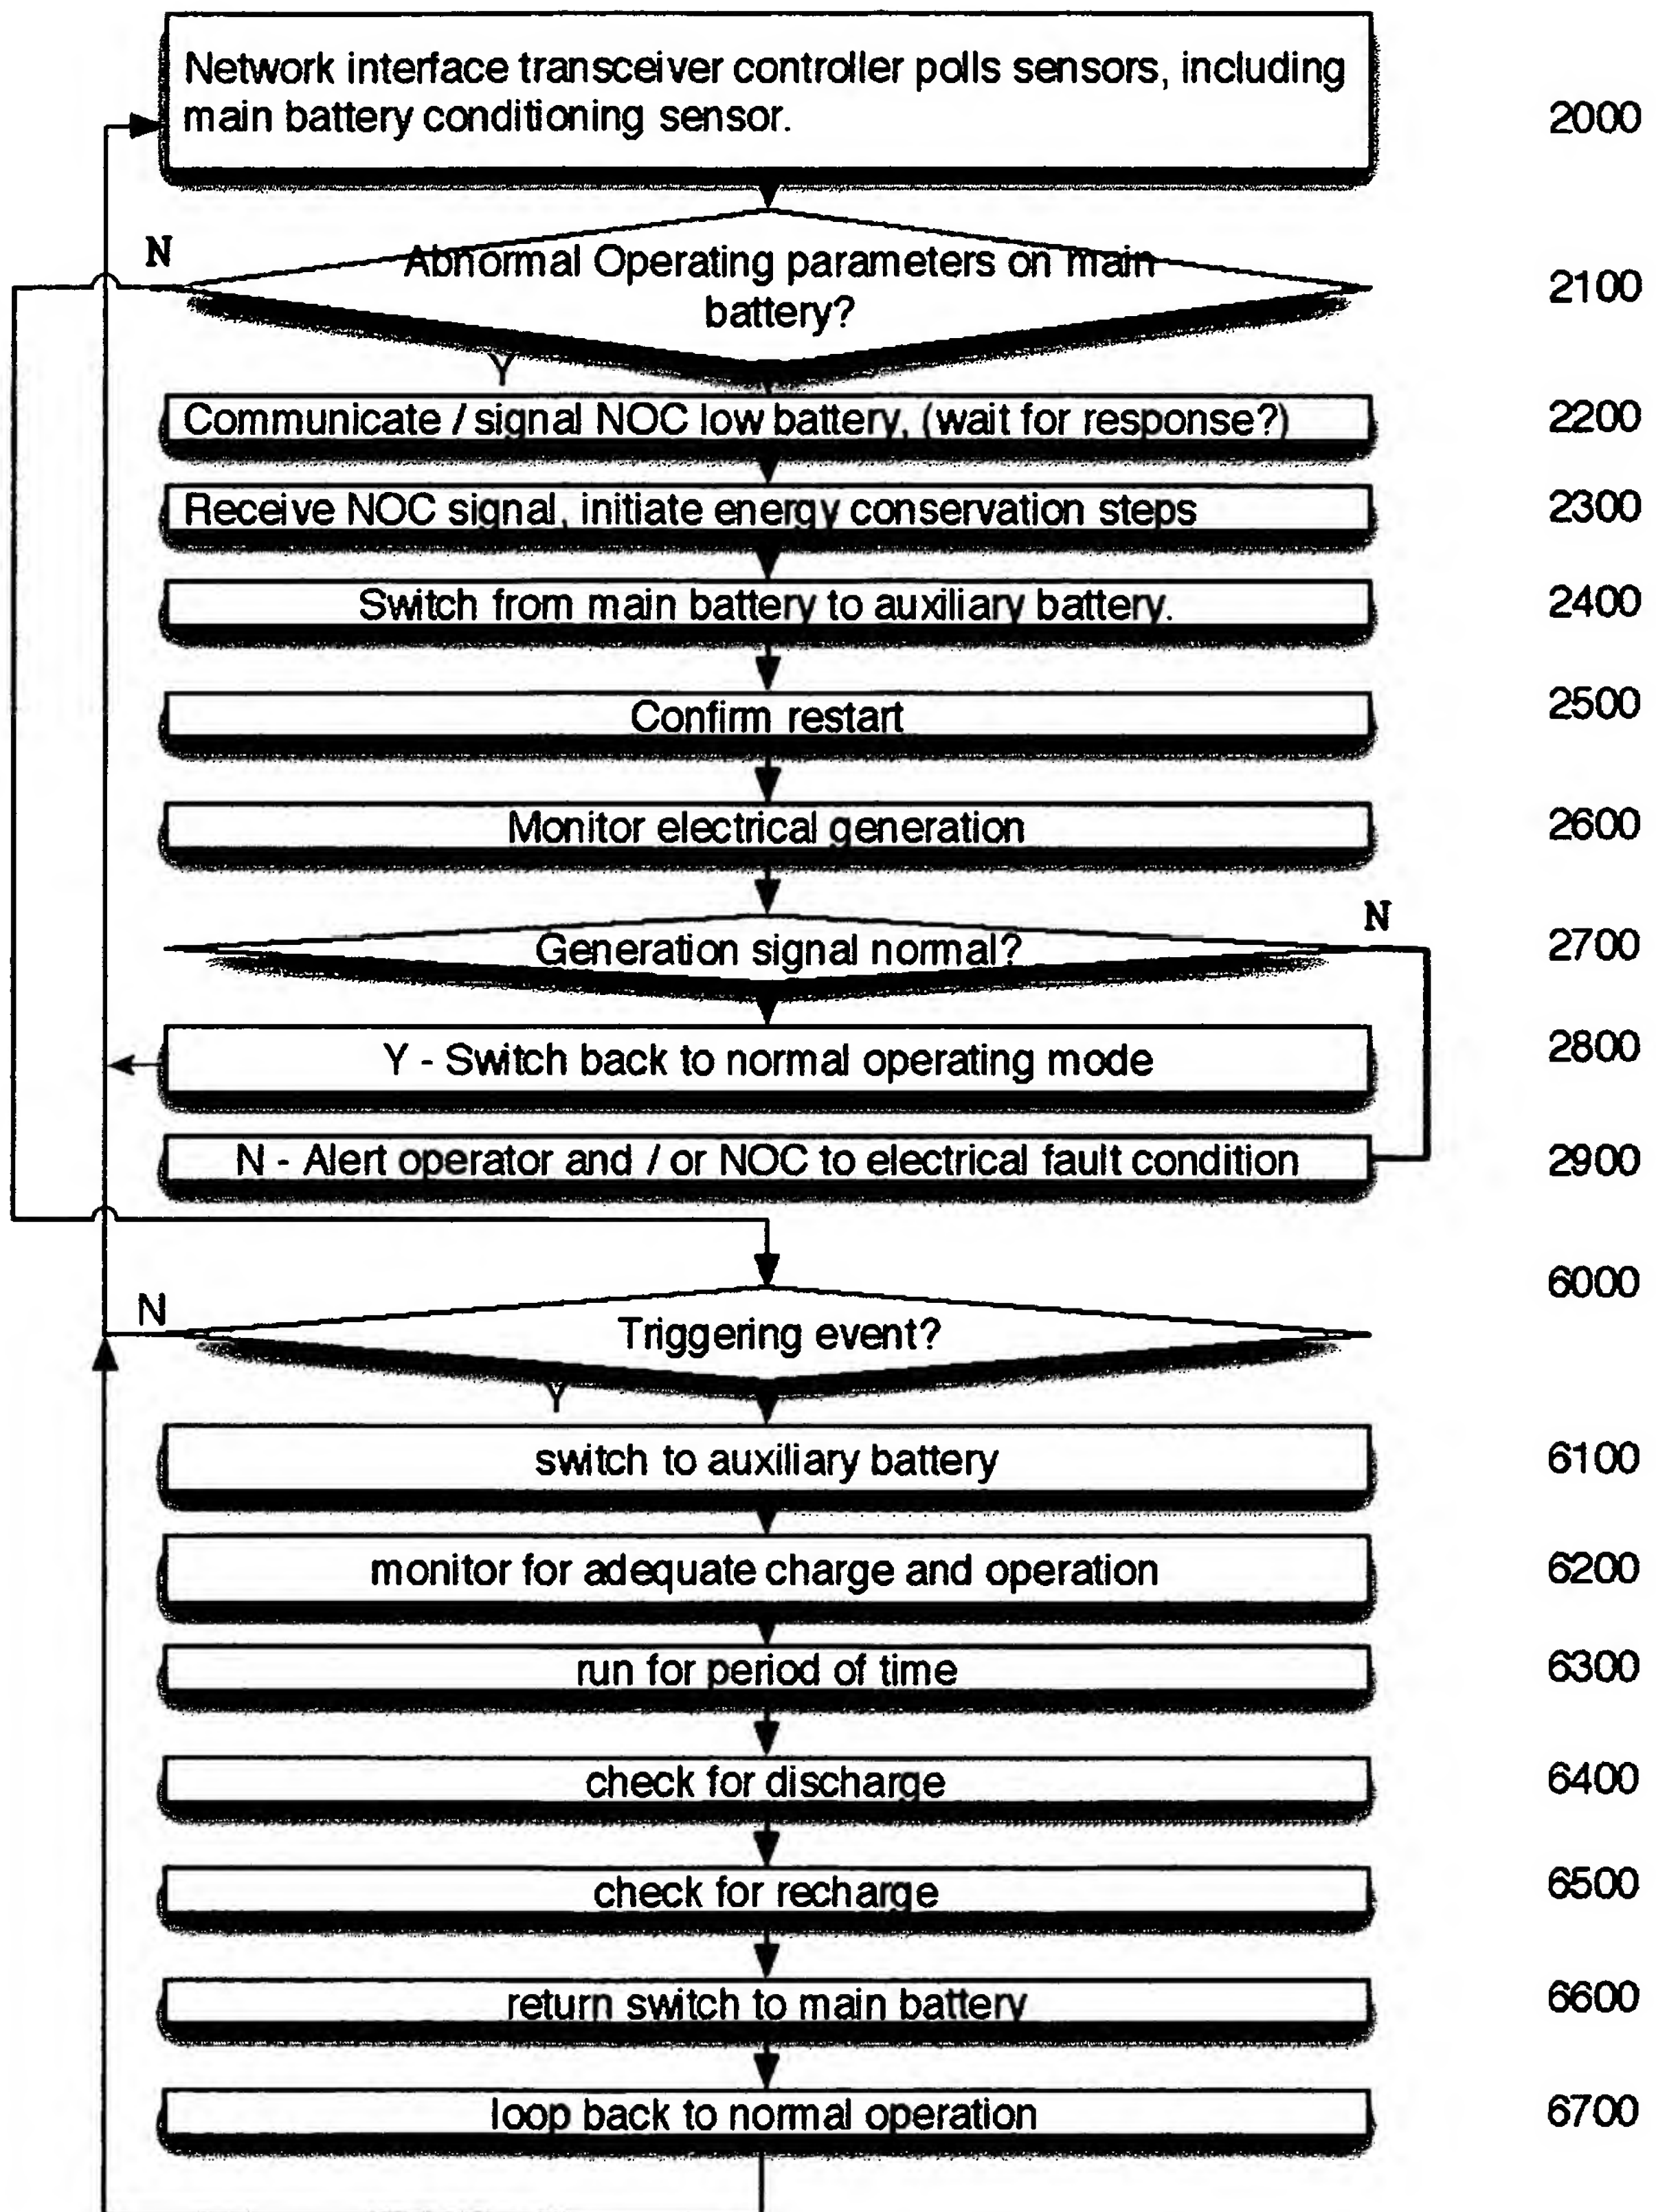 Network interface transceiver controller polls sensors, including
main battery conditioning sensor.
2000
N
Abnormal Operating parameters on main
battery?
2100
Y
Communicate / signal NOC low battery, (wait for response?)
2200
Receive NOC signal, initiate energy conservation steps
2300
Switch from main battery to auxiliary battery.
2400
Confirm restart
2500
Monitor electrical generation
2600
N
Generation signal normal?
2700
Y - Switch back to normal operating mode
2800
N - Alert operator and / or NOC to electrical fault condition
2900
6000
N
Triggering event?
Y
switch to auxiliary battery
6100
monitor for adequate charge and operation
6200
run for period of time
6300
check for discharge
6400
check for recharge
6500
return switch to main battery
6600
loop back to normal operation
6700